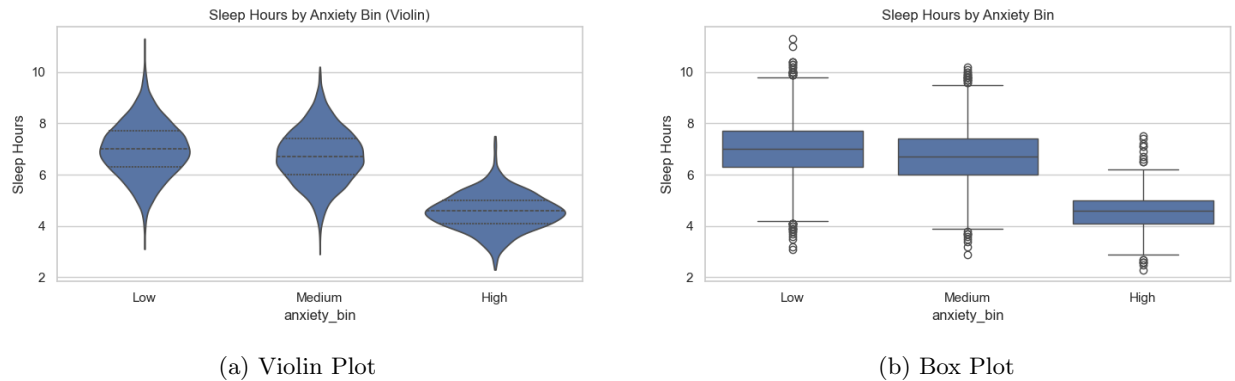 Sleep Hours by Anxiety Bin (Violin)
Sleep Hours
10
8
6
4
2
Low Medium High
anxiety_bin
(a) Violin Plot
Sleep Hours by Anxiety Bin
Sleep Hours
10
8
6
4
2
Low Medium High
anxiety_bin
(b) Box Plot